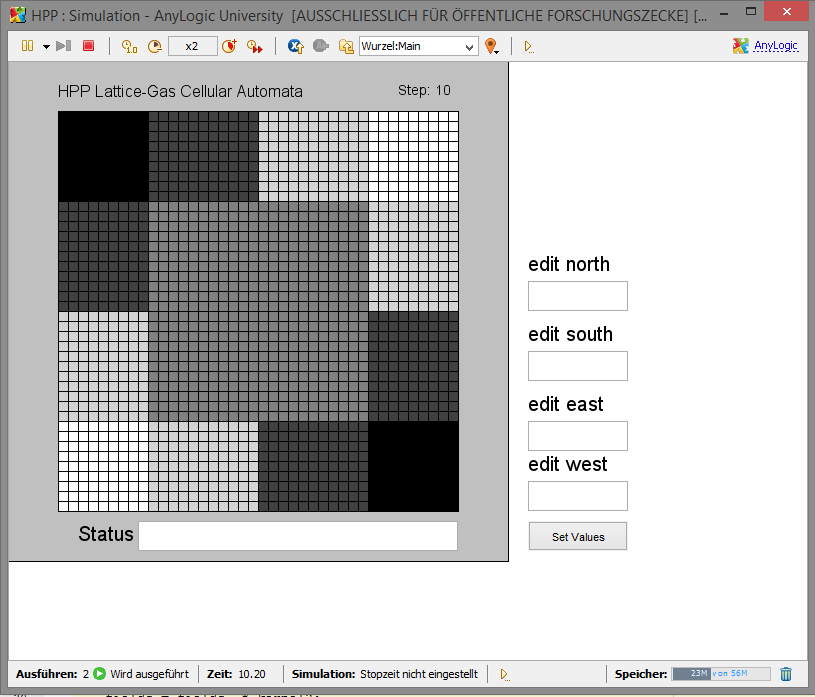 HPP : Simulation - AnyLogic University [AUSSCHLIESSLICH FÜR ÖFFENTLICHE FORSCHUNGSZECKE] [...
1.0 x2 Wurzel:Main AnyLogic
HPP Lattice-Gas Cellular Automata Step: 10
edit north
edit south
edit east
edit west
Set Values
Status
Ausführen: 2 Wird ausgeführt Zeit: 10.20 Simulation: Stopzeit nicht eingestellt Speicher: 23M von 56M